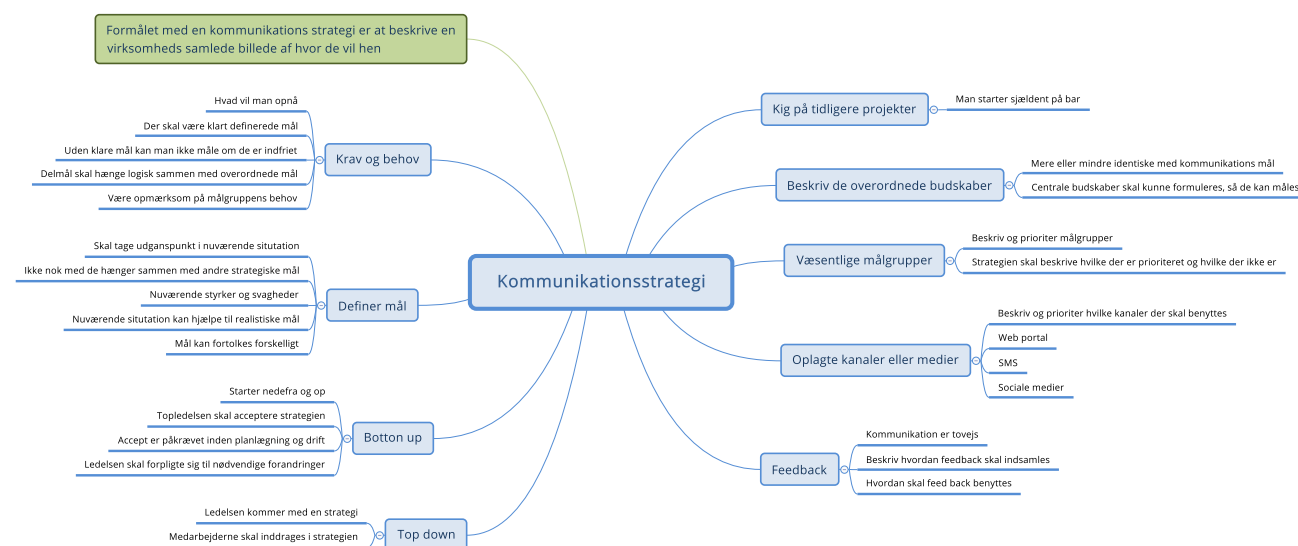 Formålet med en kommunikations strategi er at beskrive en
virksomheds samlede billede af hvor de vil hen
Kommunikationsstrategi
Krav og behov
Hvad vil man opnå
Der skal være klart definerede mål
Uden klare mål kan man ikke måle om de er indfriet
Delmål skal hænge logisk sammen med overordnede mål
Være opmærksom på målgruppens behov
Definer mål
Skal tage udganspunkt i nuværende situtation
Ikke nok med de hænger sammen med andre strategiske mål
Nuværende styrker og svagheder
Nuværende situtation kan hjælpe til realistiske mål
Mål kan fortolkes forskelligt
Botton up
Starter nedefra og op
Topledelsen skal acceptere strategien
Accept er påkrævet inden planlægning og drift
Ledelsen skal forpligte sig til nødvendige forandringer
Top down
Ledelsen kommer med en strategi
Medarbejderne skal inddrages i strategien
Kig på tidligere projekter
Man starter sjældent på bar
Beskriv de overordnede budskaber
Mere eller mindre identiske med kommunikations mål
Centrale budskaber skal kunne formuleres, så de kan måles
Væsentlige målgrupper
Beskriv og prioriter målgrupper
Strategien skal beskrive hvilke der er prioriteret og hvilke der ikke er
Oplagte kanaler eller medier
Beskriv og prioriter hvilke kanaler der skal benyttes
Web portal
SMS
Sociale medier
Feedback
Kommunikation er tovejs
Beskriv hvordan feedback skal indsamles
Hvordan skal feed back benyttes